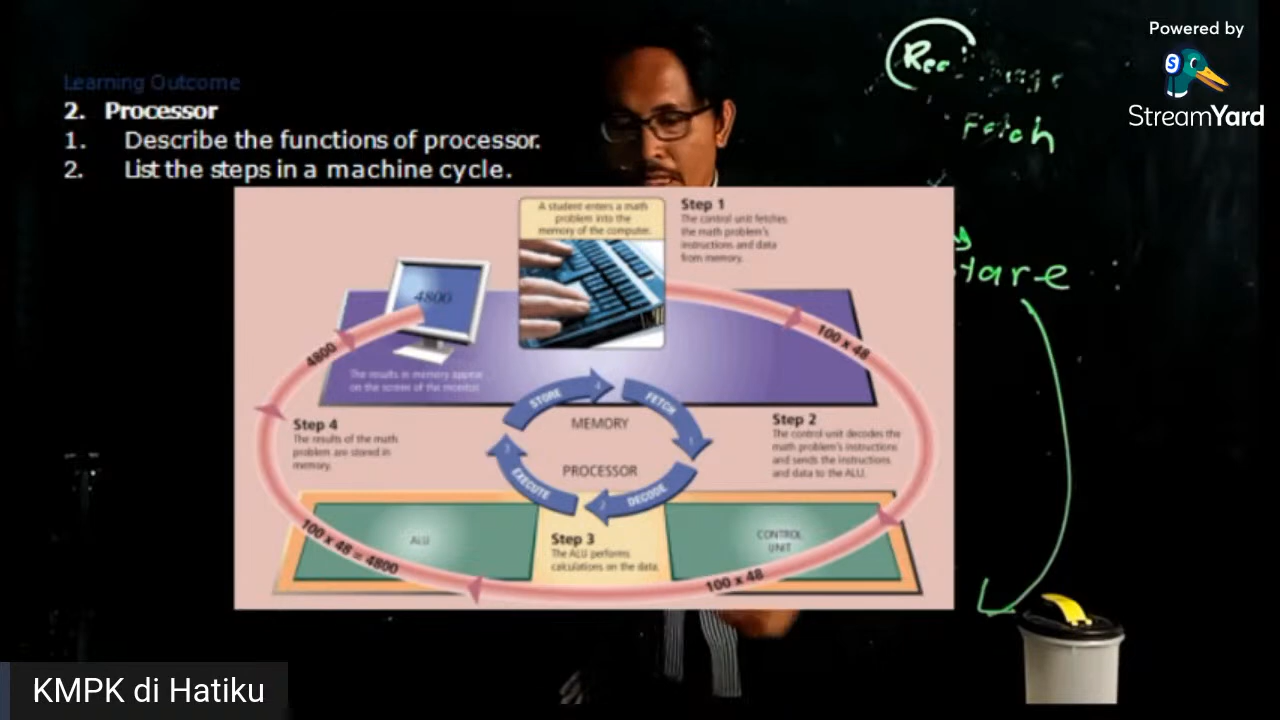 Learning Outcome
2. Processor
1. Describe the functions of processor.
2. List the steps in a machine cycle.
Powered by
StreamYard
Fetch
A student enters a math
problem into the
memory of the computer.
Step 1
The control unit fetches
the math problem's
instructions and data
from memory.
4800
4800
100 x 48
The results in memory appear
on the screen of the monitor.
STORE
4
FETCH
1
MEMORY
PROCESSOR
EXECUTE
3
DECODE
2
Step 4
The results of the math
problem are stored in
memory.
Step 2
The control unit decodes the
math problem's instructions
and sends the instructions
and data to the ALU.
ALU
Step 3
The ALU performs
calculations on the data.
CONTROL
UNIT
100 x 48 = 4800
100 x 48
KMPK di Hatiku